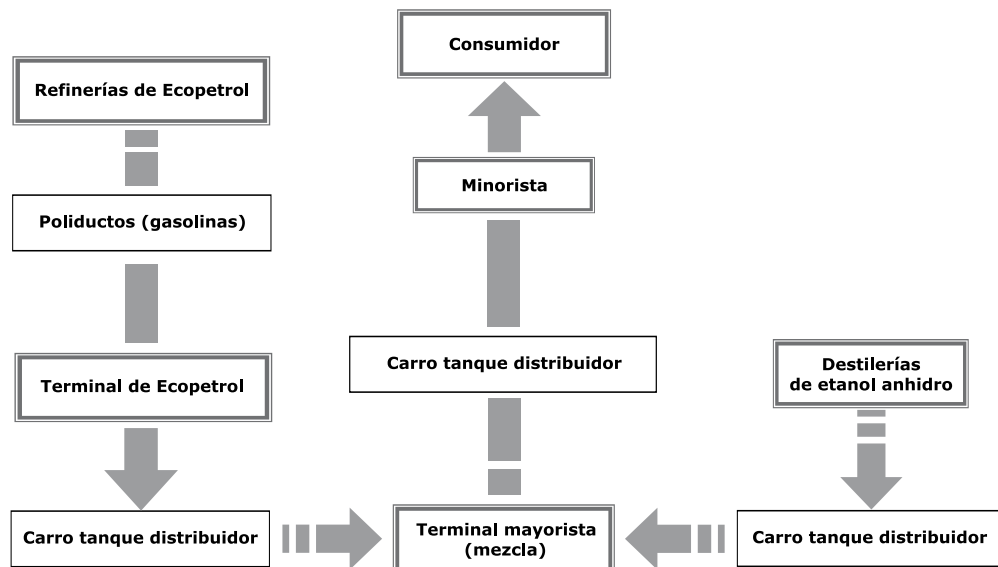 Consumidor
Refinerías de Ecopetrol
Minorista
Poliductos (gasolinas)
Carro tanque distribuidor
Terminal de Ecopetrol
Destilerías
de etanol anhidro
Carro tanque distribuidor
Terminal mayorista
(mezcla)
Carro tanque distribuidor